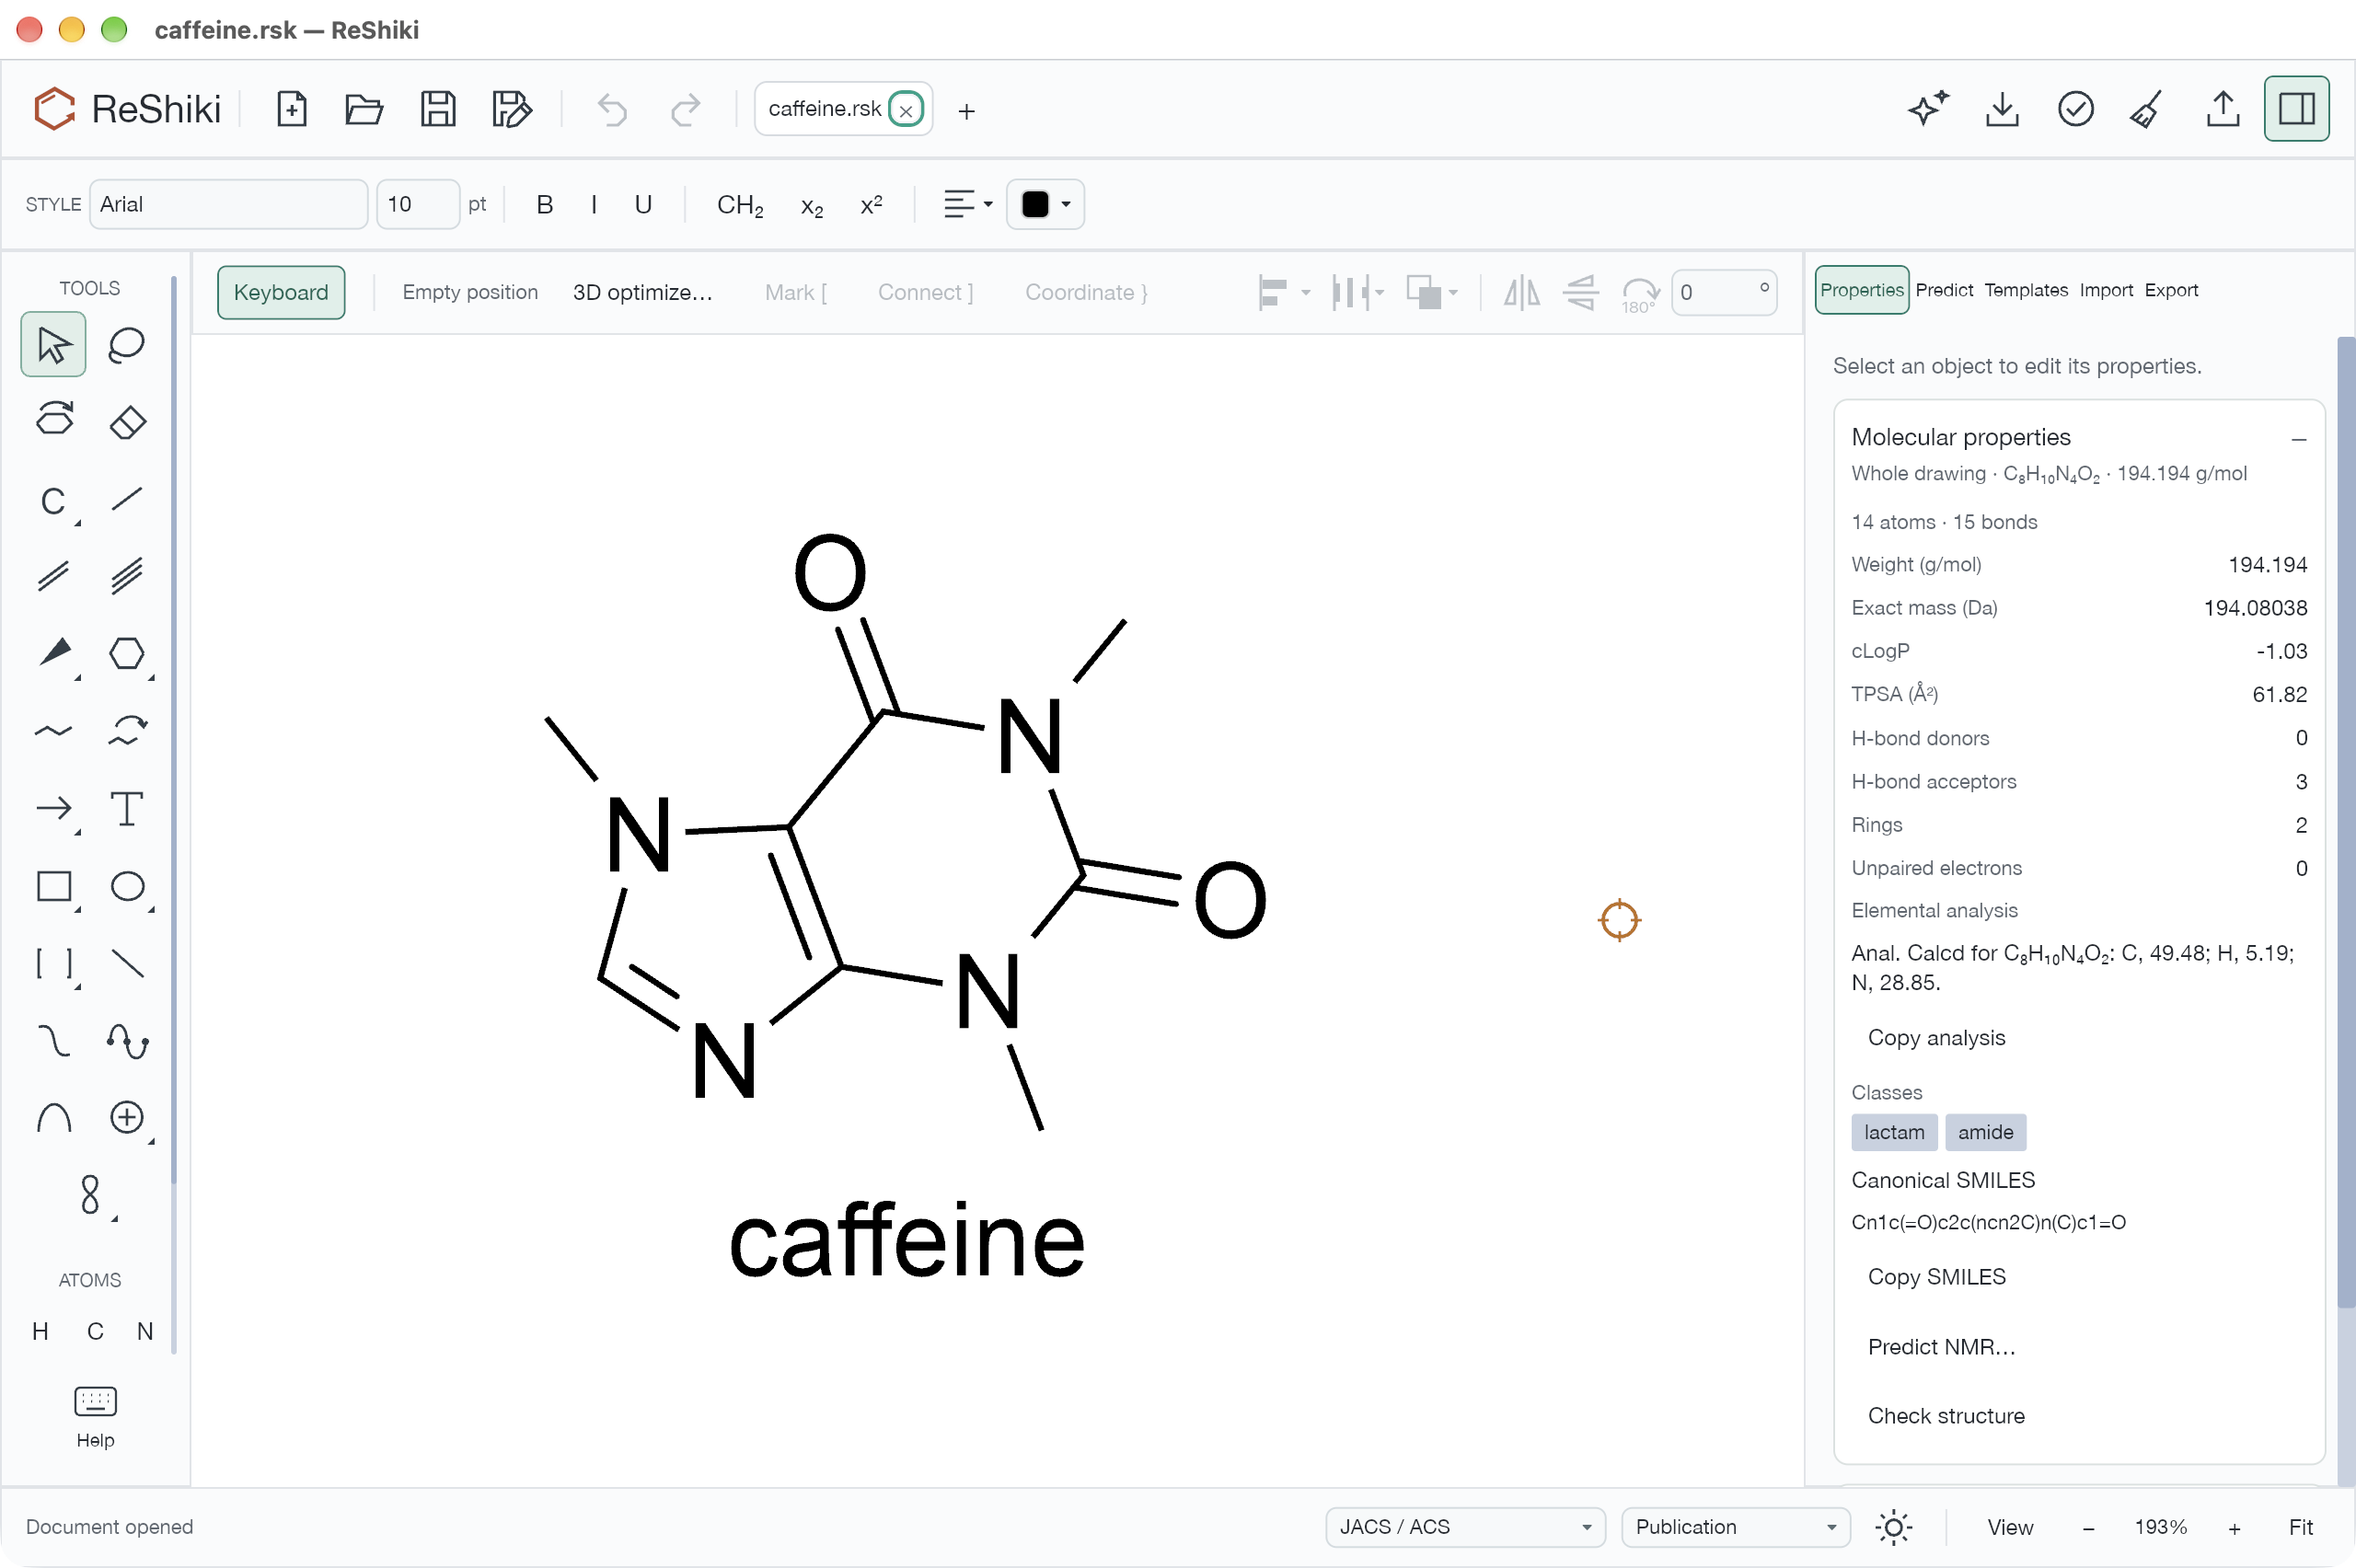 caffeine.rsk — ReShiki
ReShiki
caffeine.rsk
STYLE Arial 10 pt B I U CH₂ x₂ x²
TOOLS
Keyboard Empty position 3D optimize... Mark [ Connect ] Coordinate } 180° 0 °
Properties Predict Templates Import Export
C
T
[ ]
ATOMS
H C N
Help
O
N
N
O
N
N
caffeine
Select an object to edit its properties.
Molecular properties –
Whole drawing · C₈H₁₀N₄O₂ · 194.194 g/mol
14 atoms · 15 bonds
Weight (g/mol) 194.194
Exact mass (Da) 194.08038
cLogP -1.03
TPSA (Å²) 61.82
H-bond donors 0
H-bond acceptors 3
Rings 2
Unpaired electrons 0
Elemental analysis
Anal. Calcd for C₈H₁₀N₄O₂: C, 49.48; H, 5.19;
N, 28.85.
Copy analysis
Classes
lactam amide
Canonical SMILES
Cn1c(=O)c2c(ncn2C)n(C)c1=O
Copy SMILES
Predict NMR...
Check structure
Document opened
JACS / ACS Publication View – 193% + Fit